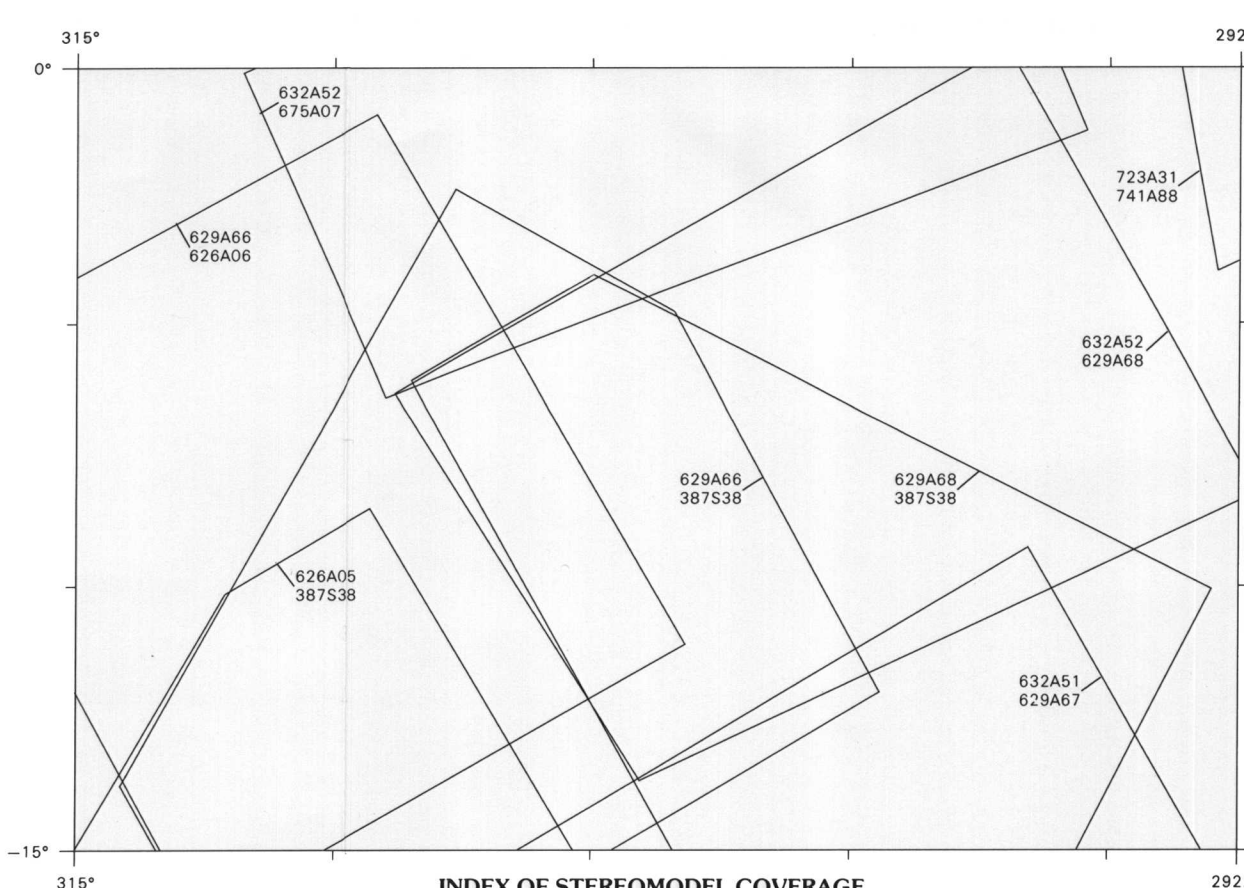 315°
292
0°
632A52
675A07
723A31
741A88
629A66
626A06
632A52
629A68
629A66
387S38
629A68
387S38
626A05
387S38
632A51
629A67
–15°
315°
292
INDEX OF STEREOMODEL COVERAGE